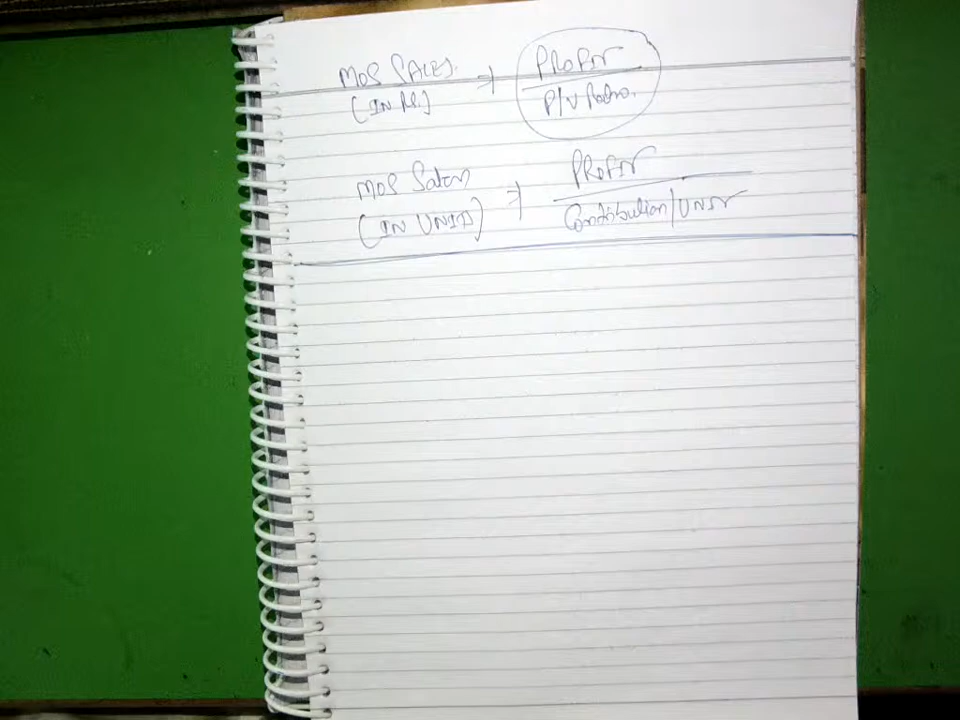 MOS SALES. → PROFIT
(IN RS.) P/V Ratio.
MOS Sales → PROFIT
(IN UNITS) Contribution/UNIT